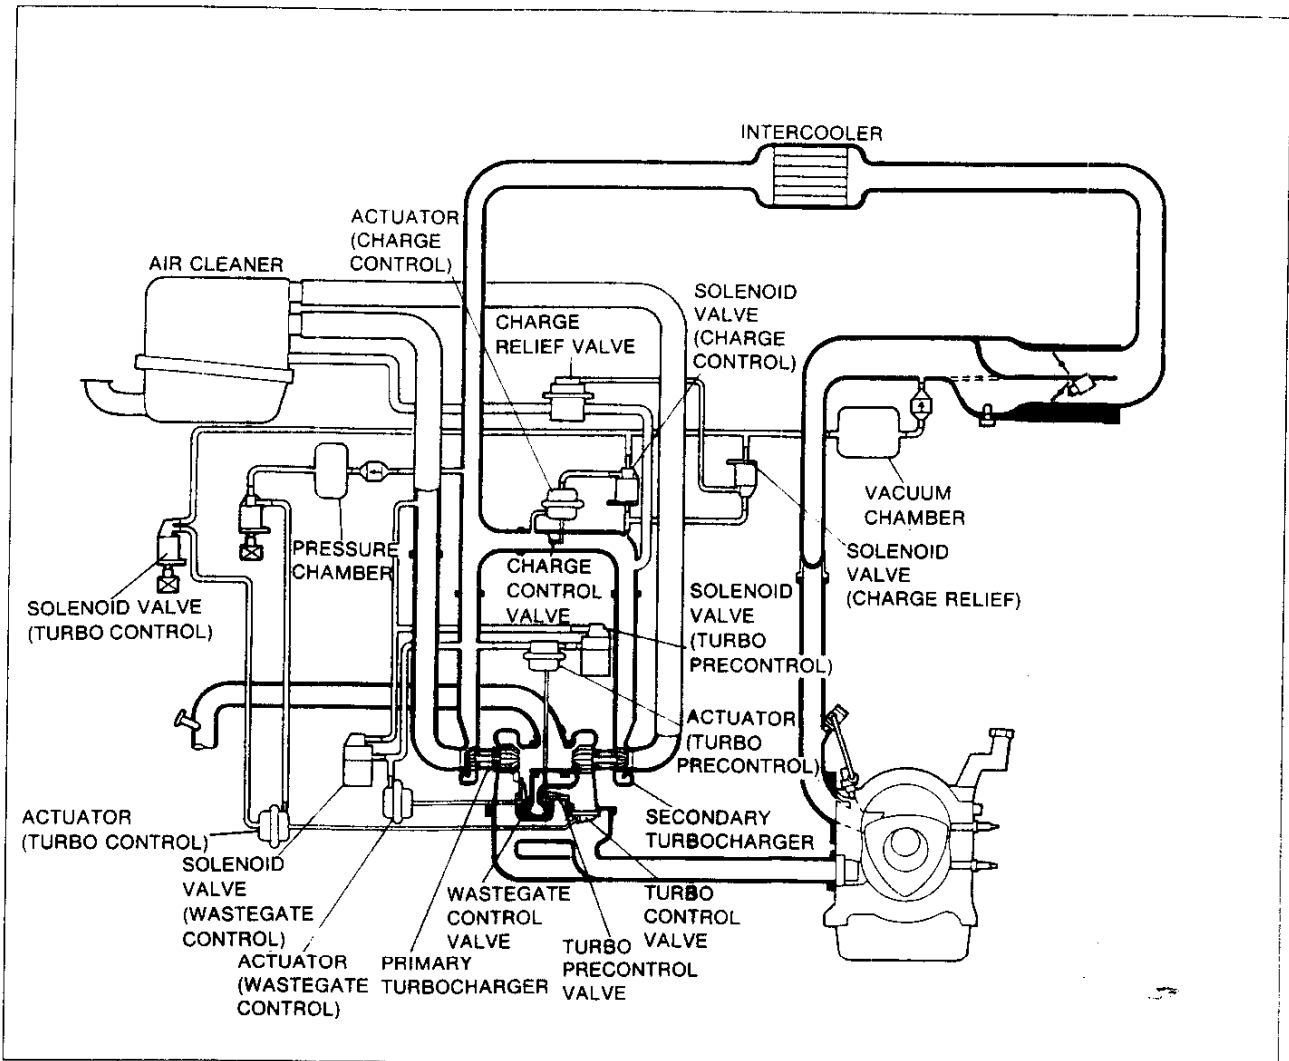 INTERCOOLER
ACTUATOR
(CHARGE
CONTROL)
AIR CLEANER
SOLENOID
VALVE
(CHARGE
CONTROL)
CHARGE
RELIEF VALVE
VACUUM
CHAMBER
PRESSURE
CHAMBER
CHARGE
CONTROL
VALVE
SOLENOID
VALVE
(CHARGE RELIEF)
SOLENOID VALVE
(TURBO CONTROL)
SOLENOID
VALVE
(TURBO
PRECONTROL)
ACTUATOR
(TURBO
PRECONTROL)
ACTUATOR
(TURBO CONTROL)
SECONDARY
TURBOCHARGER
SOLENOID
VALVE
(WASTEGATE
CONTROL)
WASTEGATE
CONTROL
VALVE
TURBO
CONTROL
VALVE
ACTUATOR
(WASTEGATE
CONTROL)
PRIMARY
TURBOCHARGER
TURBO
PRECONTROL
VALVE